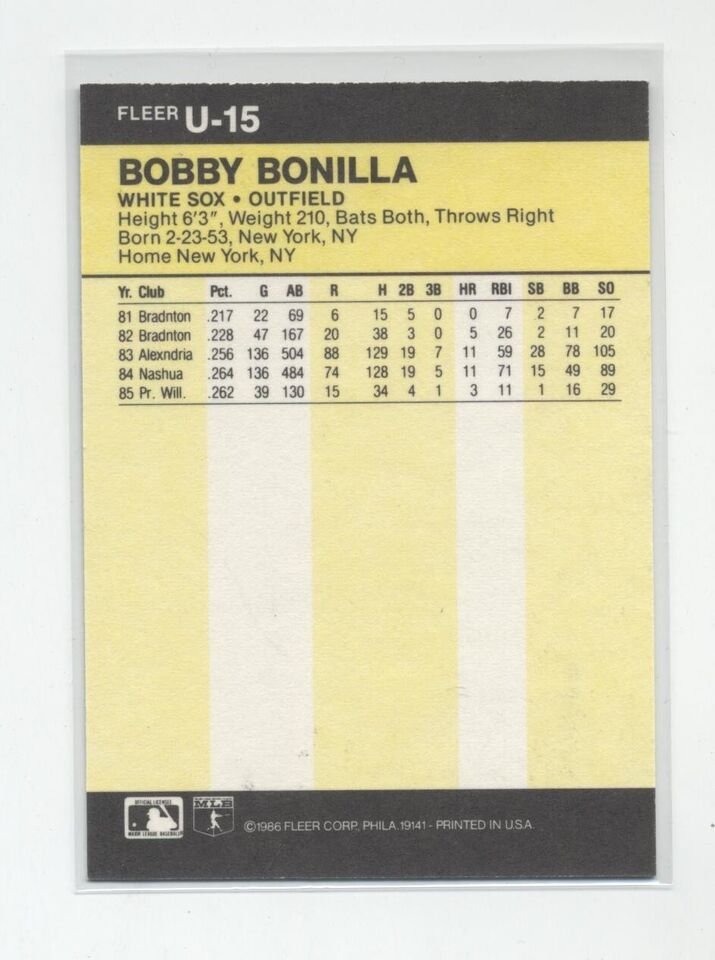 FLEER U-15
BOBBY BONILLA
WHITE SOX • OUTFIELD
Height 6'3", Weight 210, Bats Both, Throws Right
Born 2-23-53, New York, NY
Home New York, NY
Yr. Club Pct. G AB R H 2B 3B HR RBI SB BB SO
81 Bradnton .217 22 69 6 15 5 0 0 7 2 7 17
82 Bradnton .228 47 167 20 38 3 0 5 26 2 11 20
83 Alexndria .256 136 504 88 129 19 7 11 59 28 78 105
84 Nashua .264 136 484 74 128 19 5 11 71 15 49 89
85 Pr. Will. .262 39 130 15 34 4 1 3 11 1 16 29
OFFICIAL LICENSEE
MAJOR LEAGUE BASEBALL
MLB
©1986 FLEER CORP., PHILA. 19141 - PRINTED IN U.S.A.